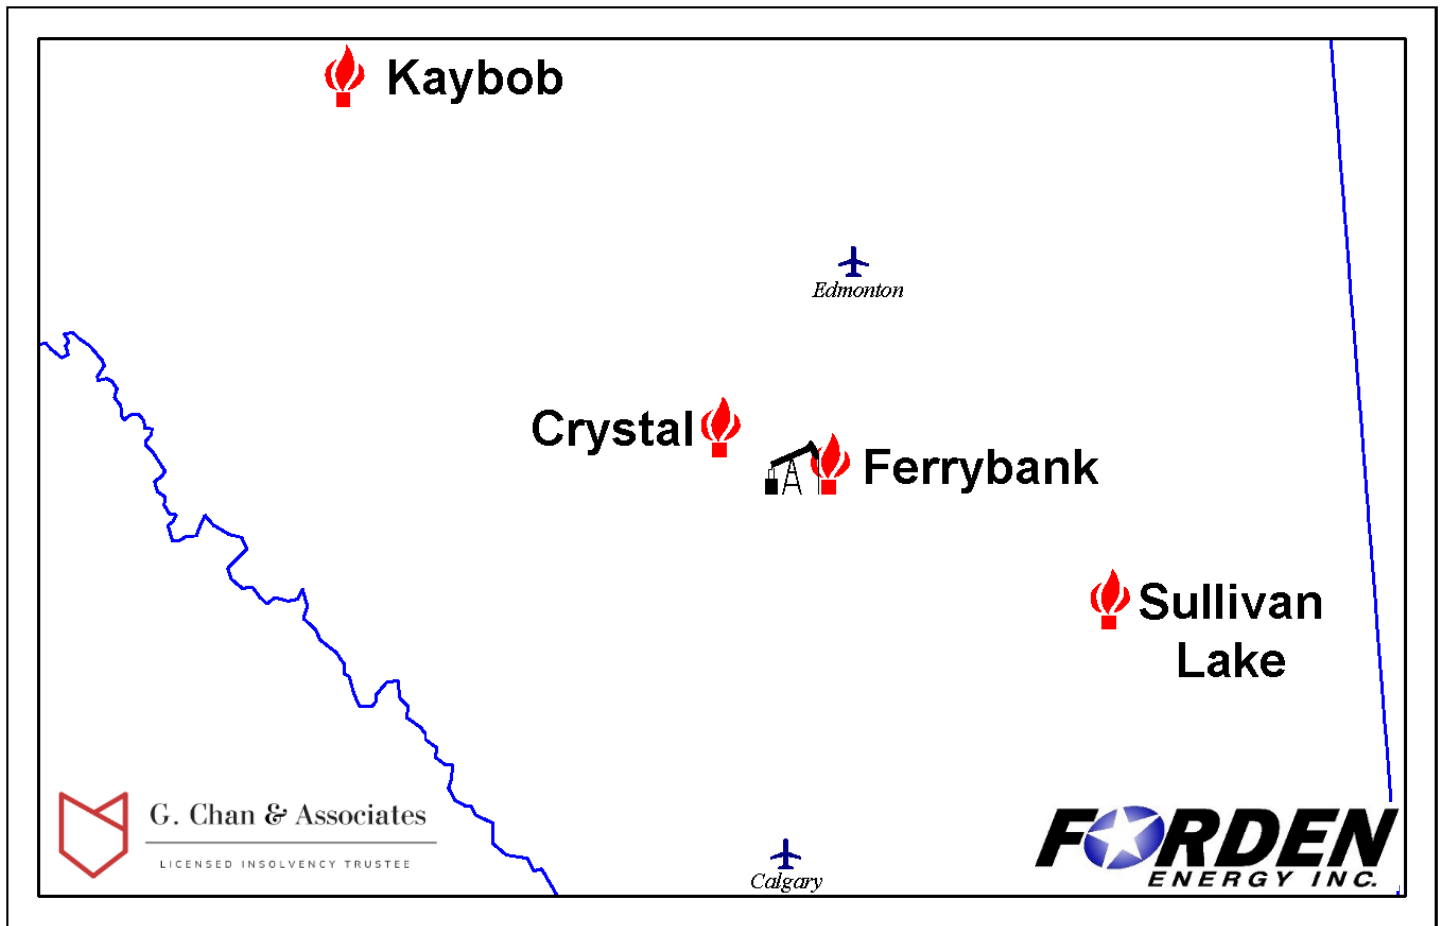 Kaybob
Edmonton
Crystal
Ferrybank
Sullivan
Lake
G. Chan & Associates
LICENSED INSOLVENCY TRUSTEE
Calgary
FORDEN
ENERGY INC.